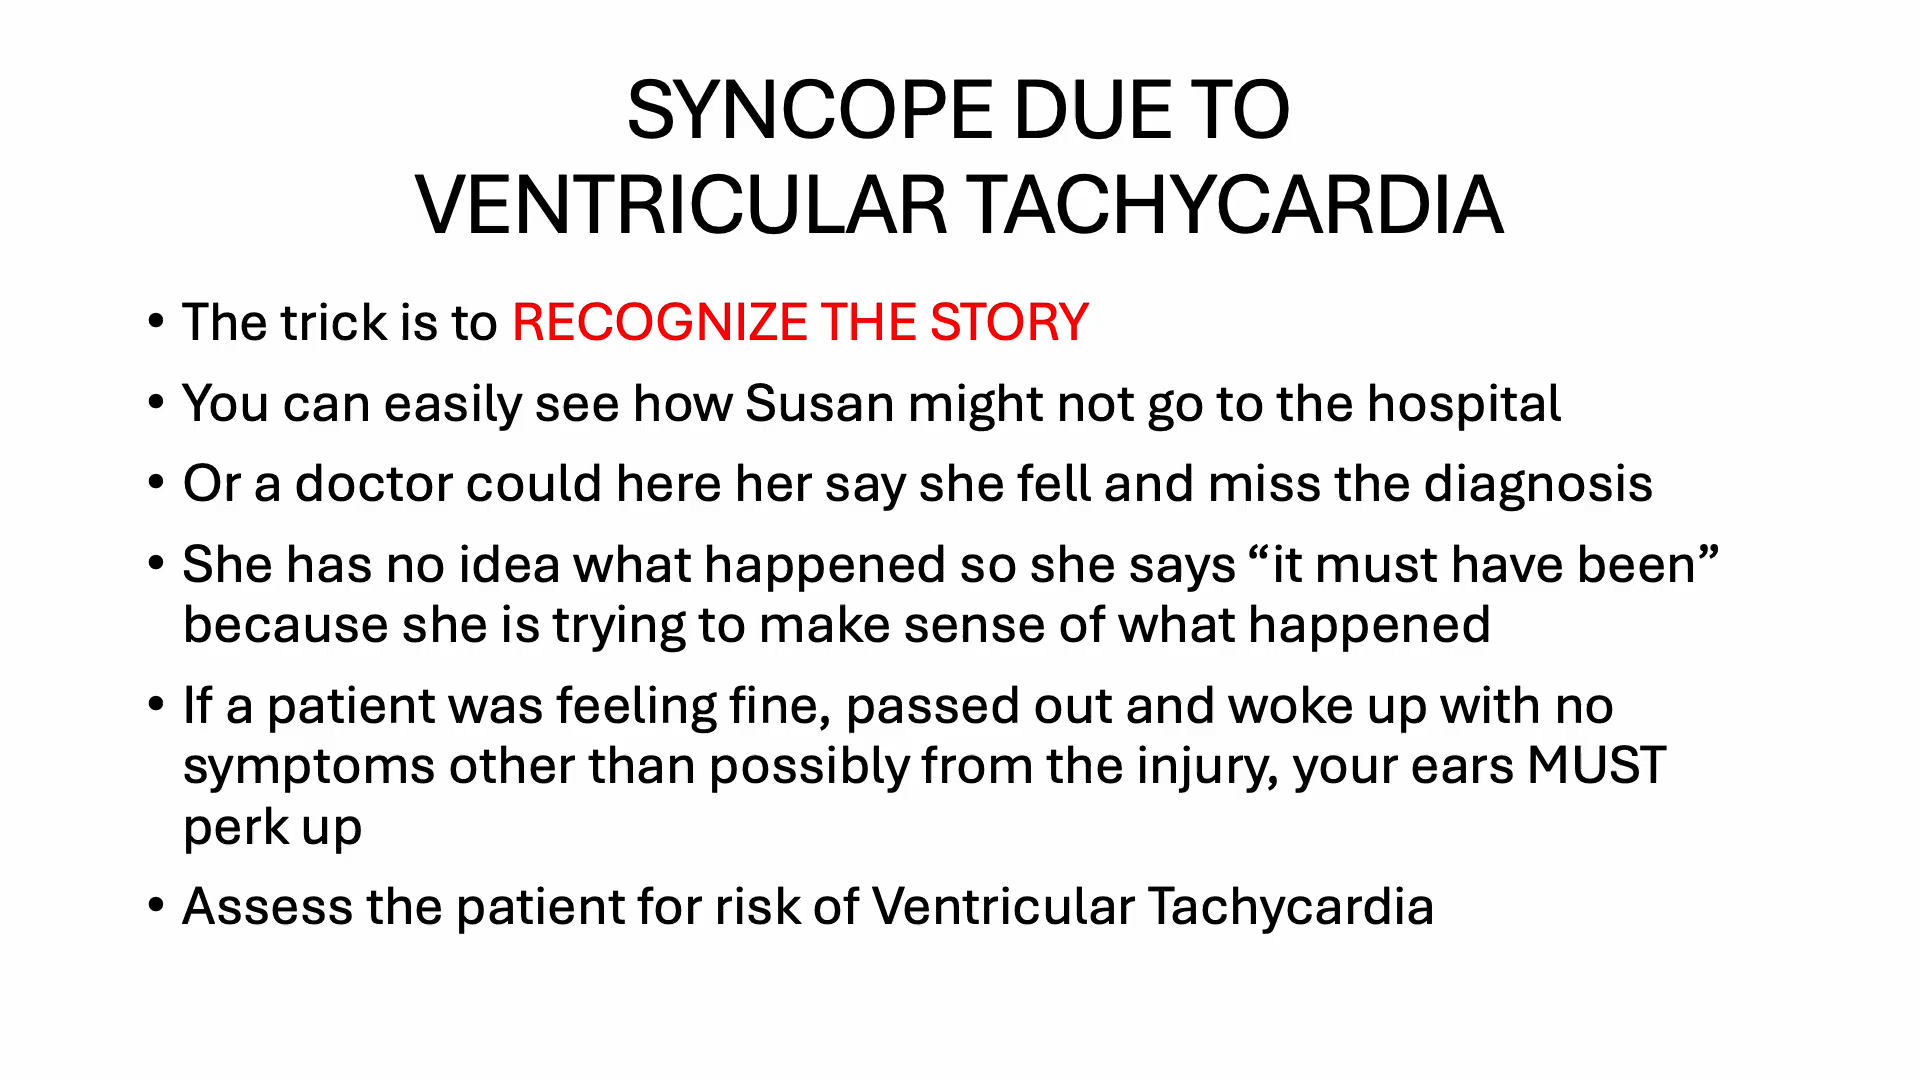 SYNCOPE DUE TO
VENTRICULAR TACHYCARDIA
• The trick is to RECOGNIZE THE STORY
• You can easily see how Susan might not go to the hospital
• Or a doctor could here her say she fell and miss the diagnosis
• She has no idea what happened so she says “it must have been”
because she is trying to make sense of what happened
• If a patient was feeling fine, passed out and woke up with no
symptoms other than possibly from the injury, your ears MUST
perk up
• Assess the patient for risk of Ventricular Tachycardia